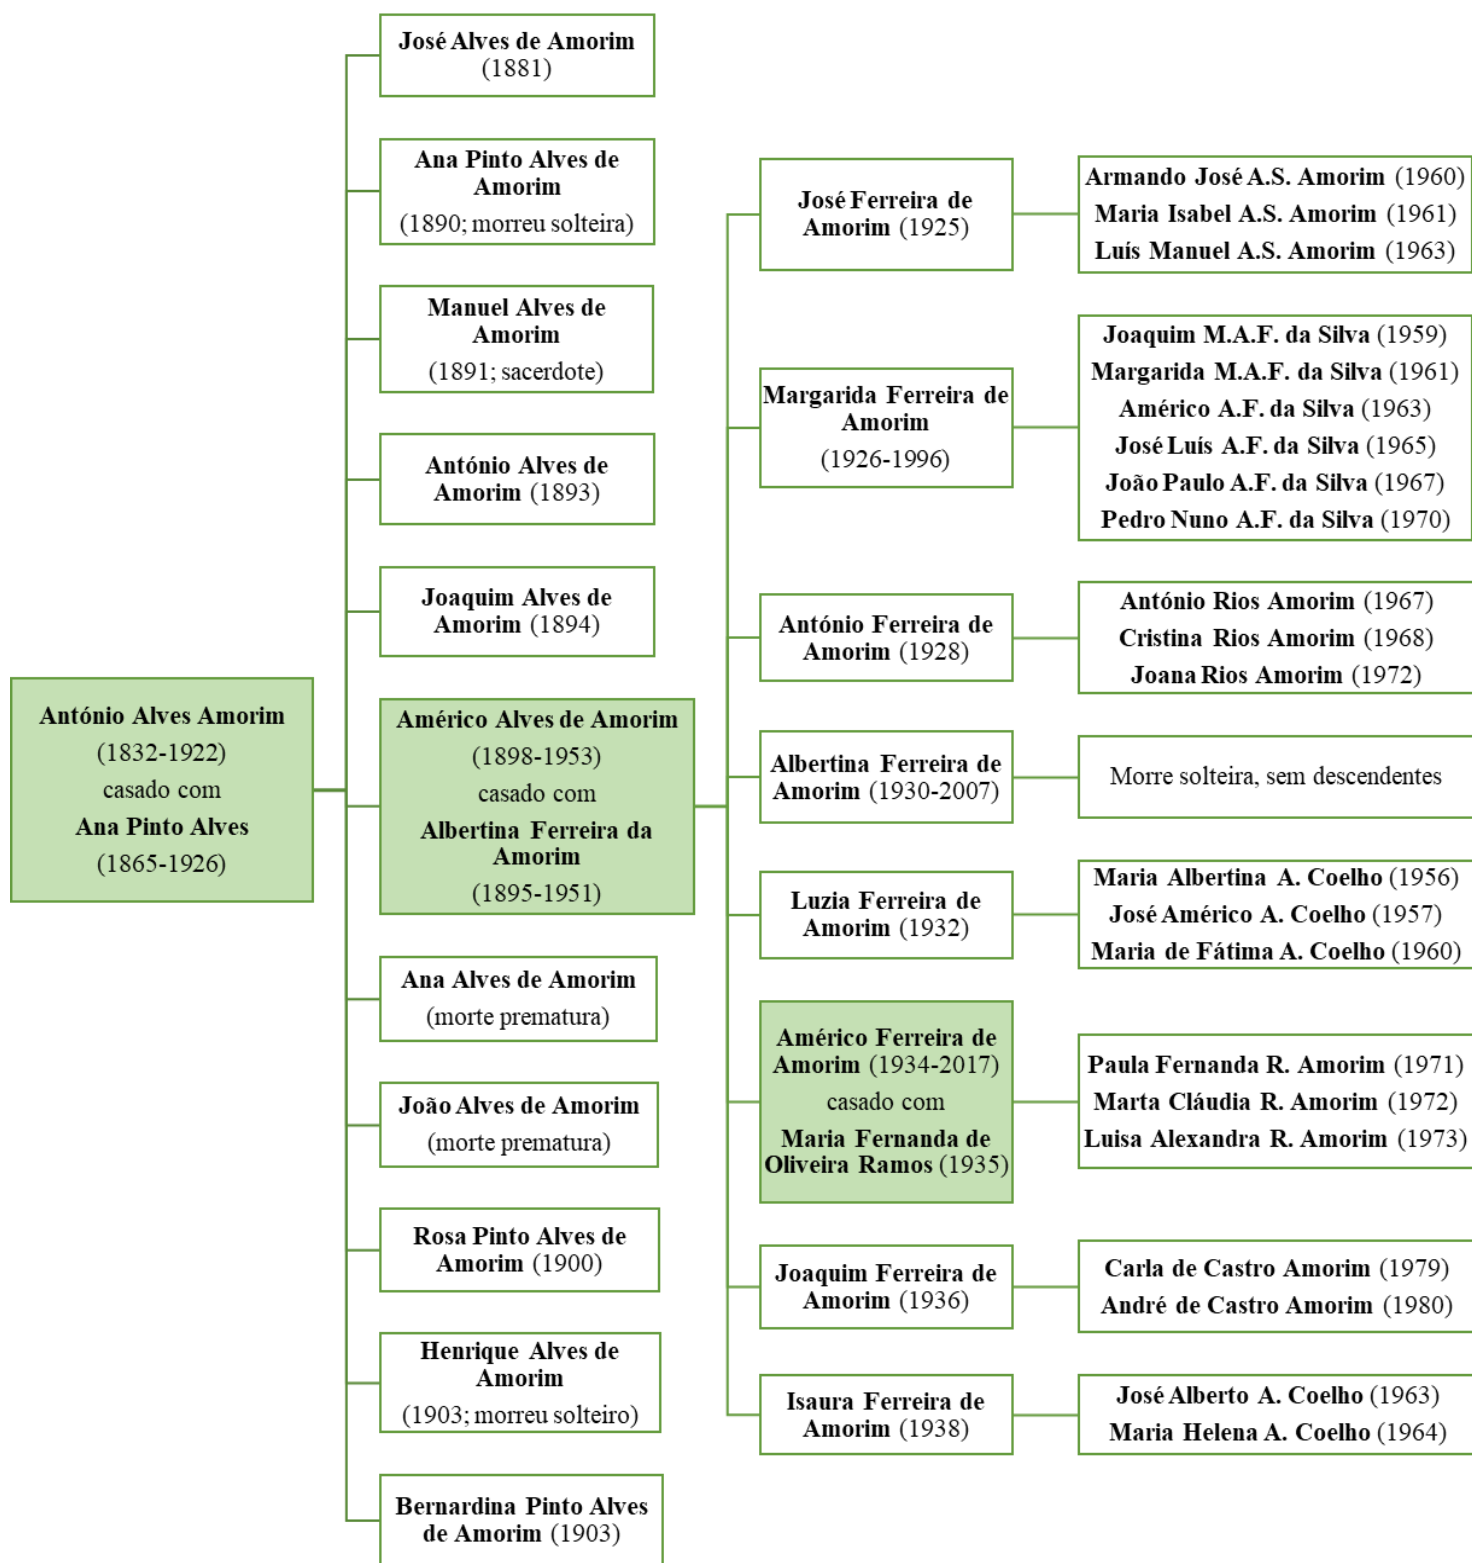 António Alves Amorim
(1832-1922)
casado com
Ana Pinto Alves
(1865-1926)
José Alves de Amorim
(1881)
Ana Pinto Alves de
Amorim
(1890; morreu solteira)
Manuel Alves de
Amorim
(1891; sacerdote)
António Alves de
Amorim (1893)
Joaquim Alves de
Amorim (1894)
Américo Alves de Amorim
(1898-1953)
casado com
Albertina Ferreira da
Amorim
(1895-1951)
Ana Alves de Amorim
(morte prematura)
João Alves de Amorim
(morte prematura)
Rosa Pinto Alves de
Amorim (1900)
Henrique Alves de
Amorim
(1903; morreu solteiro)
Bernardina Pinto Alves
de Amorim (1903)
José Ferreira de
Amorim (1925)
Armando José A.S. Amorim (1960)
Maria Isabel A.S. Amorim (1961)
Luís Manuel A.S. Amorim (1963)
Margarida Ferreira de
Amorim
(1926-1996)
Joaquim M.A.F. da Silva (1959)
Margarida M.A.F. da Silva (1961)
Américo A.F. da Silva (1963)
José Luís A.F. da Silva (1965)
João Paulo A.F. da Silva (1967)
Pedro Nuno A.F. da Silva (1970)
António Ferreira de
Amorim (1928)
António Rios Amorim (1967)
Cristina Rios Amorim (1968)
Joana Rios Amorim (1972)
Albertina Ferreira de
Amorim (1930-2007)
Morre solteira, sem descendentes
Luzia Ferreira de
Amorim (1932)
Maria Albertina A. Coelho (1956)
José Américo A. Coelho (1957)
Maria de Fátima A. Coelho (1960)
Américo Ferreira de
Amorim (1934-2017)
casado com
Maria Fernanda de
Oliveira Ramos (1935)
Paula Fernanda R. Amorim (1971)
Marta Cláudia R. Amorim (1972)
Luisa Alexandra R. Amorim (1973)
Joaquim Ferreira de
Amorim (1936)
Carla de Castro Amorim (1979)
André de Castro Amorim (1980)
Isaura Ferreira de
Amorim (1938)
José Alberto A. Coelho (1963)
Maria Helena A. Coelho (1964)